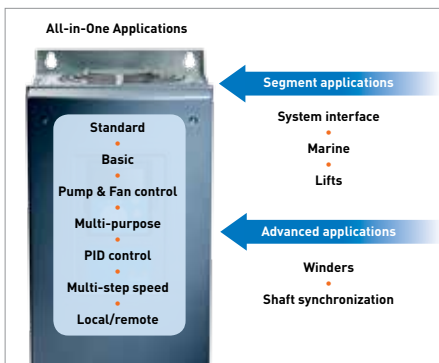 All-in-One Applications
Standard
Basic
Pump & Fan control
Multi-purpose
PID control
Multi-step speed
Local/remote
Segment applications
System interface
Marine
Lifts
Advanced applications
Winders
Shaft synchronization